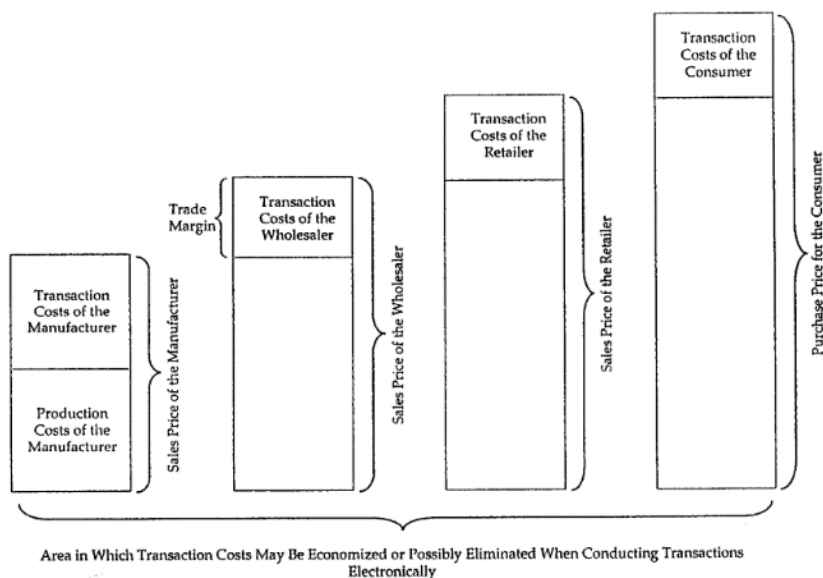 Transaction
Costs of the
Manufacturer
Production
Costs of the
Manufacturer
Sales Price of the Manufacturer
Trade
Margin
Transaction
Costs of the
Wholesaler
Sales Price of the Wholesaler
Transaction
Costs of the
Retailer
Sales Price of the Retailer
Transaction
Costs of the
Consumer
Purchase Price for the Consumer
Area in Which Transaction Costs May Be Economized or Possibly Eliminated When Conducting Transactions
Electronically